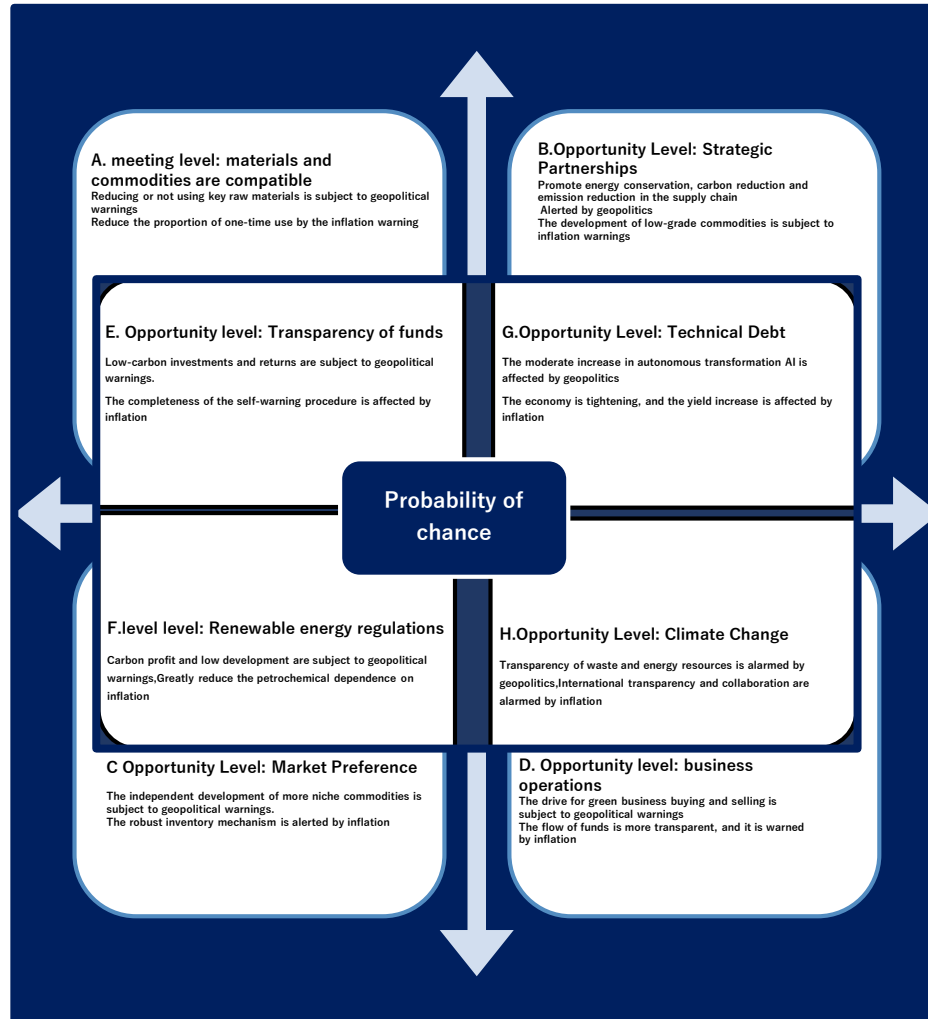 A. meeting level: materials and
commodities are compatible
Reducing or not using key raw materials is subject to geopolitical
warnings
Reduce the proportion of one-time use by the inflation warning
B.Opportunity Level: Strategic
Partnerships
Promote energy conservation, carbon reduction and
emission reduction in the supply chain
Alerted by geopolitics
The development of low-grade commodities is subject to
inflation warnings
E. Opportunity level: Transparency of funds
Low-carbon investments and returns are subject to geopolitical
warnings.
The completeness of the self-warning procedure is affected by
inflation
G.Opportunity Level: Technical Debt
The moderate increase in autonomous transformation AI is
affected by geopolitics
The economy is tightening, and the yield increase is affected by
inflation
Probability of
chance
F.level level: Renewable energy regulations
Carbon profit and low development are subject to geopolitical
warnings,Greatly reduce the petrochemical dependence on
inflation
H.Opportunity Level: Climate Change
Transparency of waste and energy resources is alarmed by
geopolitics,International transparency and collaboration are
alarmed by inflation
C Opportunity Level: Market Preference
The independent development of more niche commodities is
subject to geopolitical warnings.
The robust inventory mechanism is alerted by inflation
D. Opportunity level: business
operations
The drive for green business buying and selling is
subject to geopolitical warnings
The flow of funds is more transparent, and it is warned
by inflation